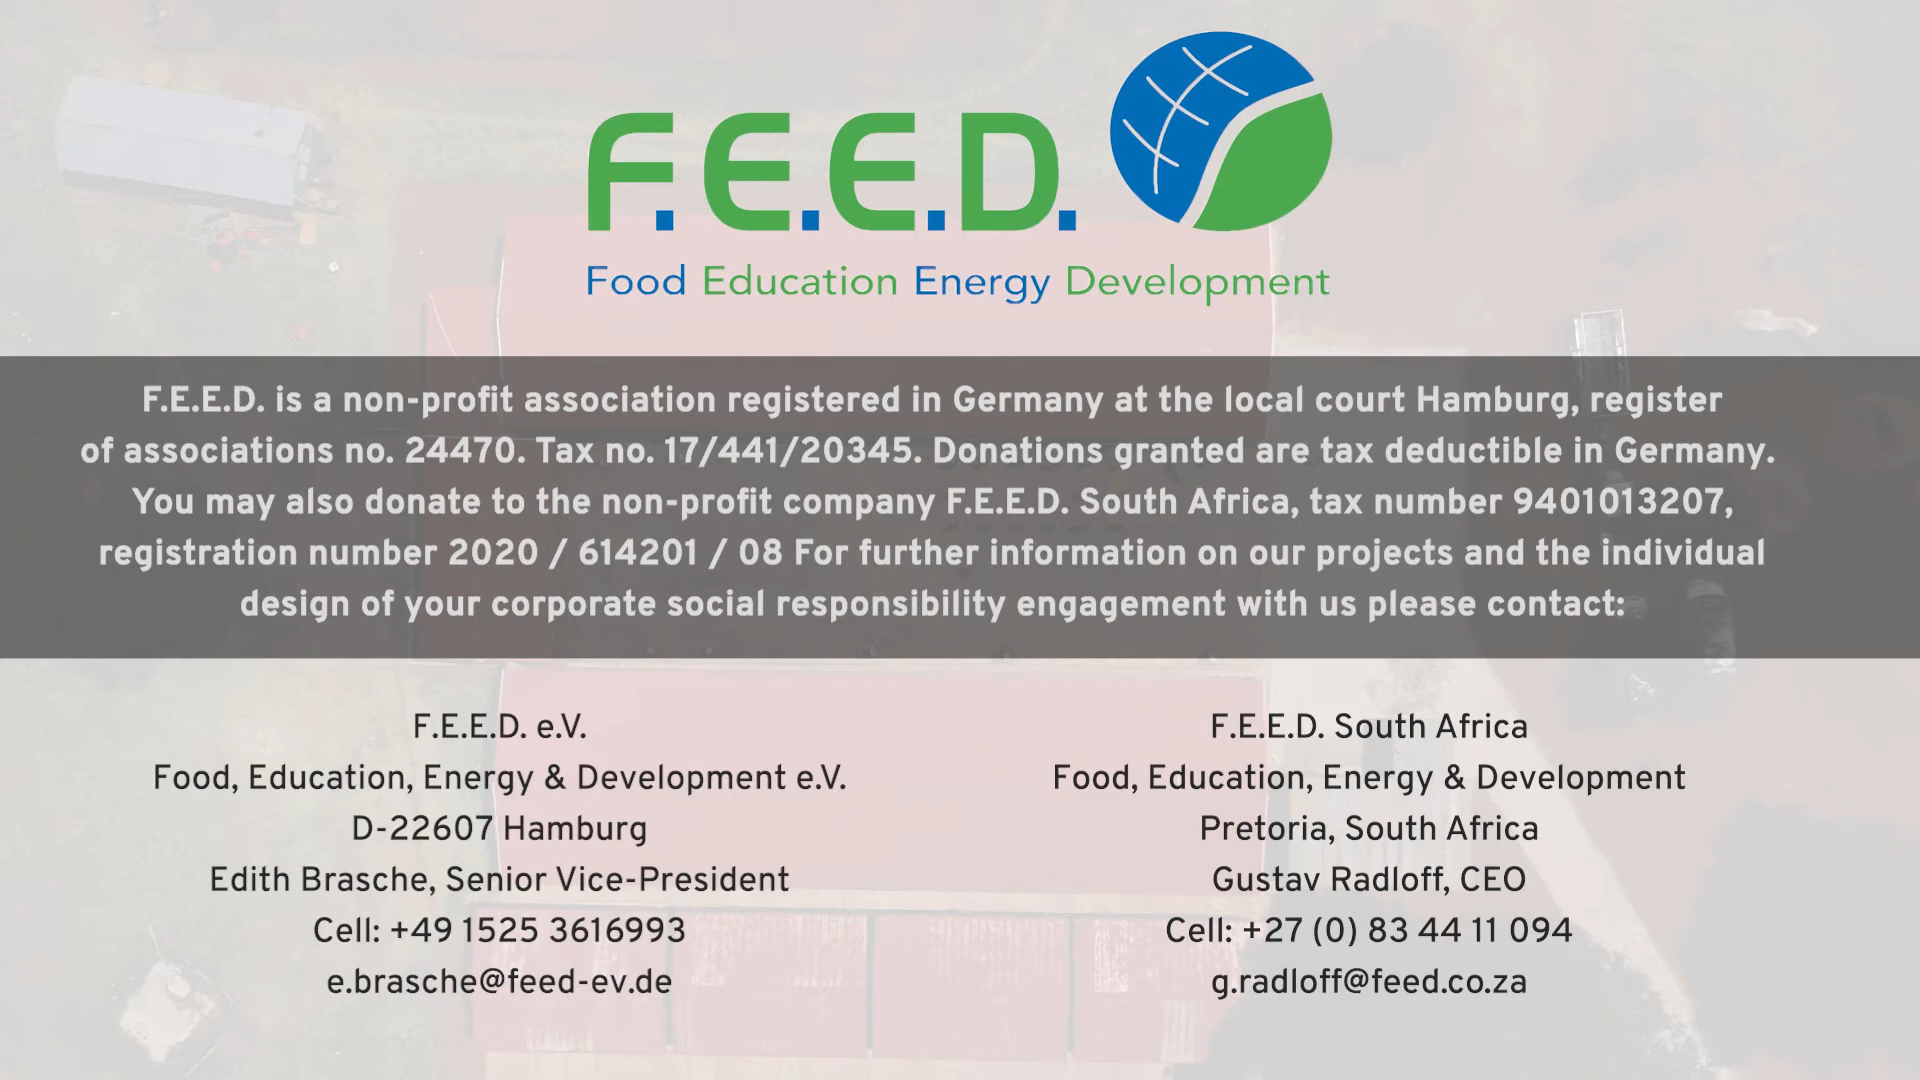 F.E.E.D.
Food Education Energy Development
F.E.E.D. is a non-profit association registered in Germany at the local court Hamburg, register
of associations no. 24470. Tax no. 17/441/20345. Donations granted are tax deductible in Germany.
You may also donate to the non-profit company F.E.E.D. South Africa, tax number 9401013207,
registration number 2020 / 614201 / 08 For further information on our projects and the individual
design of your corporate social responsibility engagement with us please contact:
F.E.E.D. e.V.
Food, Education, Energy & Development e.V.
D-22607 Hamburg
Edith Brasche, Senior Vice-President
Cell: +49 1525 3616993
e.brasche@feed-ev.de
F.E.E.D. South Africa
Food, Education, Energy & Development
Pretoria, South Africa
Gustav Radloff, CEO
Cell: +27 (0) 83 44 11 094
g.radloff@feed.co.za